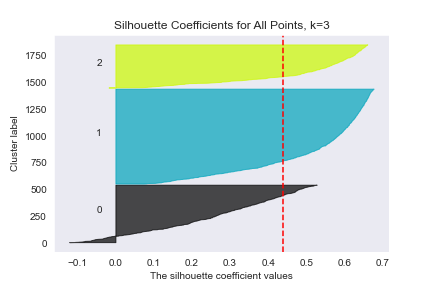 Silhouette Coefficients for All Points, k=3
Cluster label
1750
1500
1250
1000
750
500
250
0
2
1
0
−0.1 0.0 0.1 0.2 0.3 0.4 0.5 0.6 0.7
The silhouette coefficient values